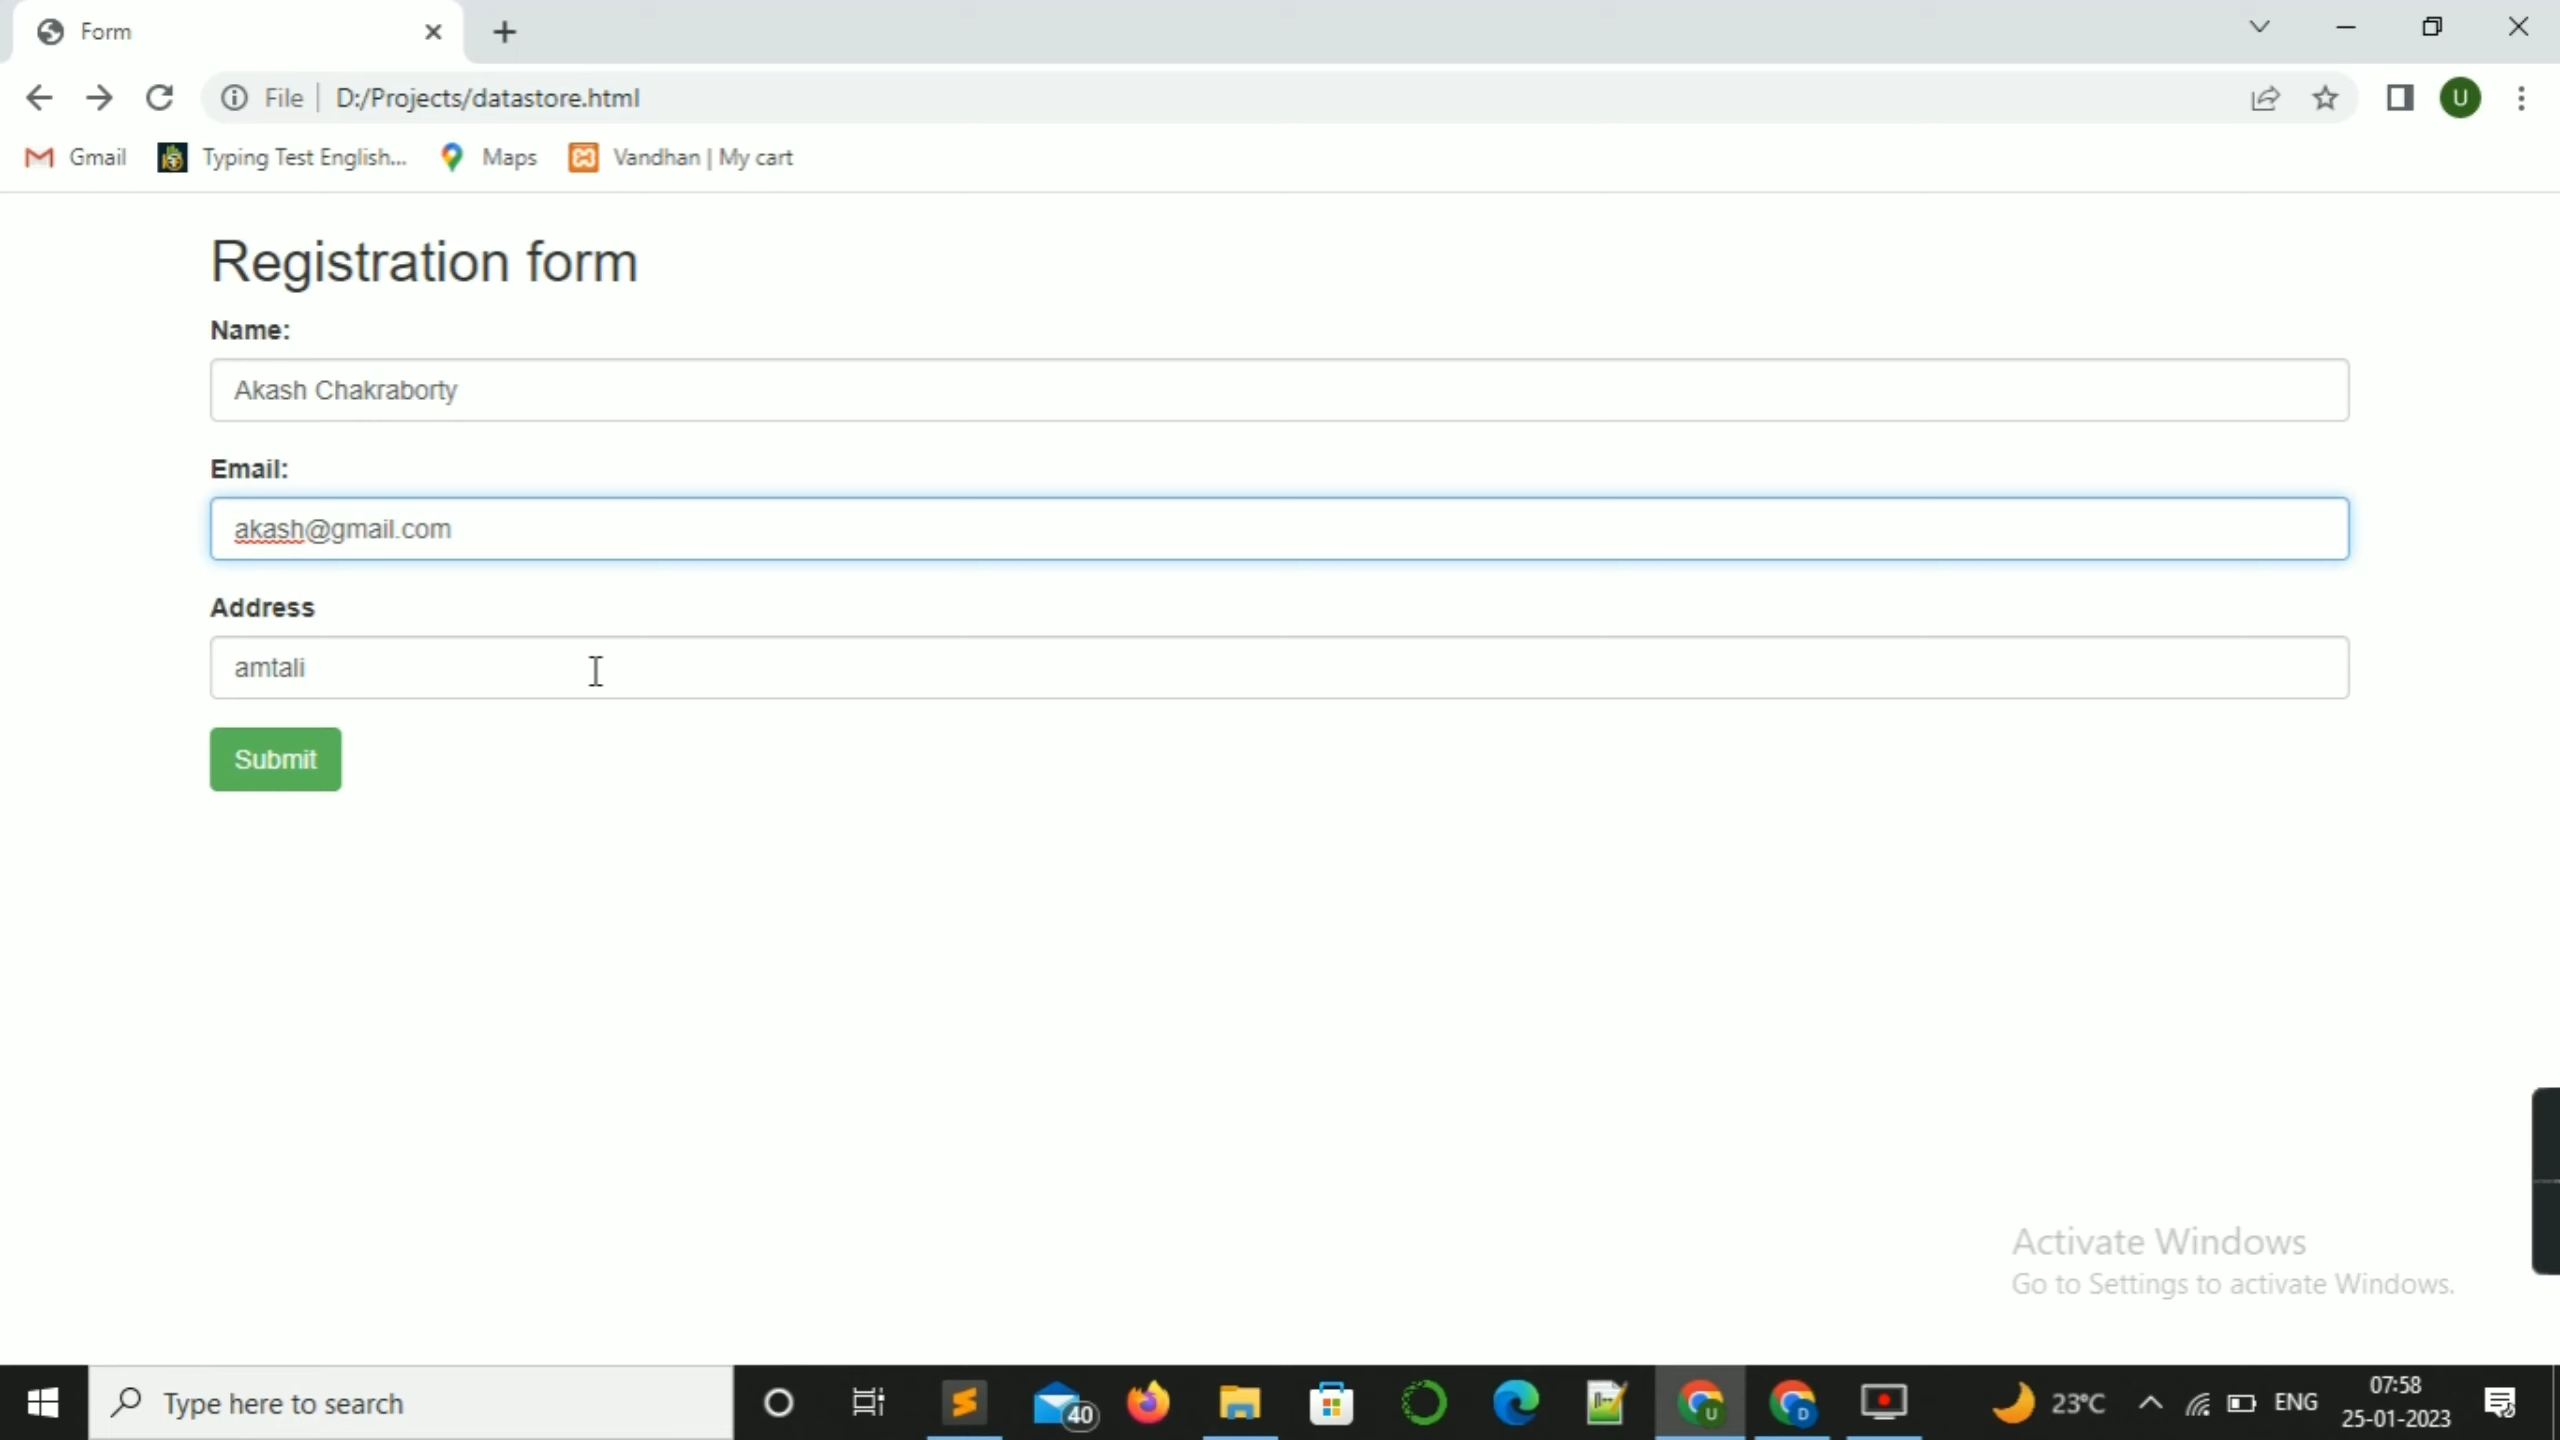 Form
File
D:/Projects/datastore.html
U
Gmail
Typing Test English...
Maps
Vandhan | My cart
Registration form
Name:
Akash Chakraborty
Email:
akash@gmail.com
Address
amtali
Submit
Activate Windows
Go to Settings to activate Windows.
Type here to search
40
U
D
23°C
ENG
07:58
25-01-2023